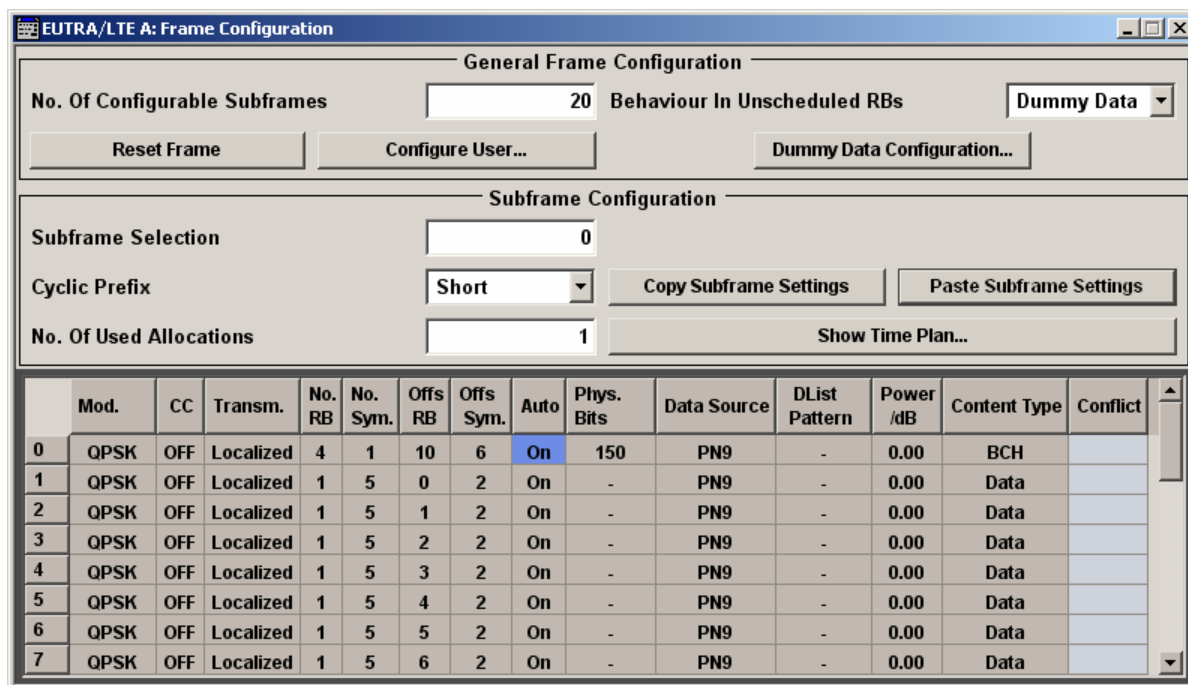 EUTRA/LTE A: Frame Configuration
General Frame Configuration
No. Of Configurable Subframes 20 Behaviour In Unscheduled RBs Dummy Data
Reset Frame Configure User... Dummy Data Configuration...
Subframe Configuration
Subframe Selection 0
Cyclic Prefix Short Copy Subframe Settings Paste Subframe Settings
No. Of Used Allocations 1 Show Time Plan...
Mod. CC Transm. No. RB No. Sym. Offs RB Offs Sym. Auto Phys. Bits Data Source DList Pattern Power /dB Content Type Conflict
0 QPSK OFF Localized 4 1 10 6 On 150 PN9 - 0.00 BCH
1 QPSK OFF Localized 1 5 0 2 On - PN9 - 0.00 Data
2 QPSK OFF Localized 1 5 1 2 On - PN9 - 0.00 Data
3 QPSK OFF Localized 1 5 2 2 On - PN9 - 0.00 Data
4 QPSK OFF Localized 1 5 3 2 On - PN9 - 0.00 Data
5 QPSK OFF Localized 1 5 4 2 On - PN9 - 0.00 Data
6 QPSK OFF Localized 1 5 5 2 On - PN9 - 0.00 Data
7 QPSK OFF Localized 1 5 6 2 On - PN9 - 0.00 Data